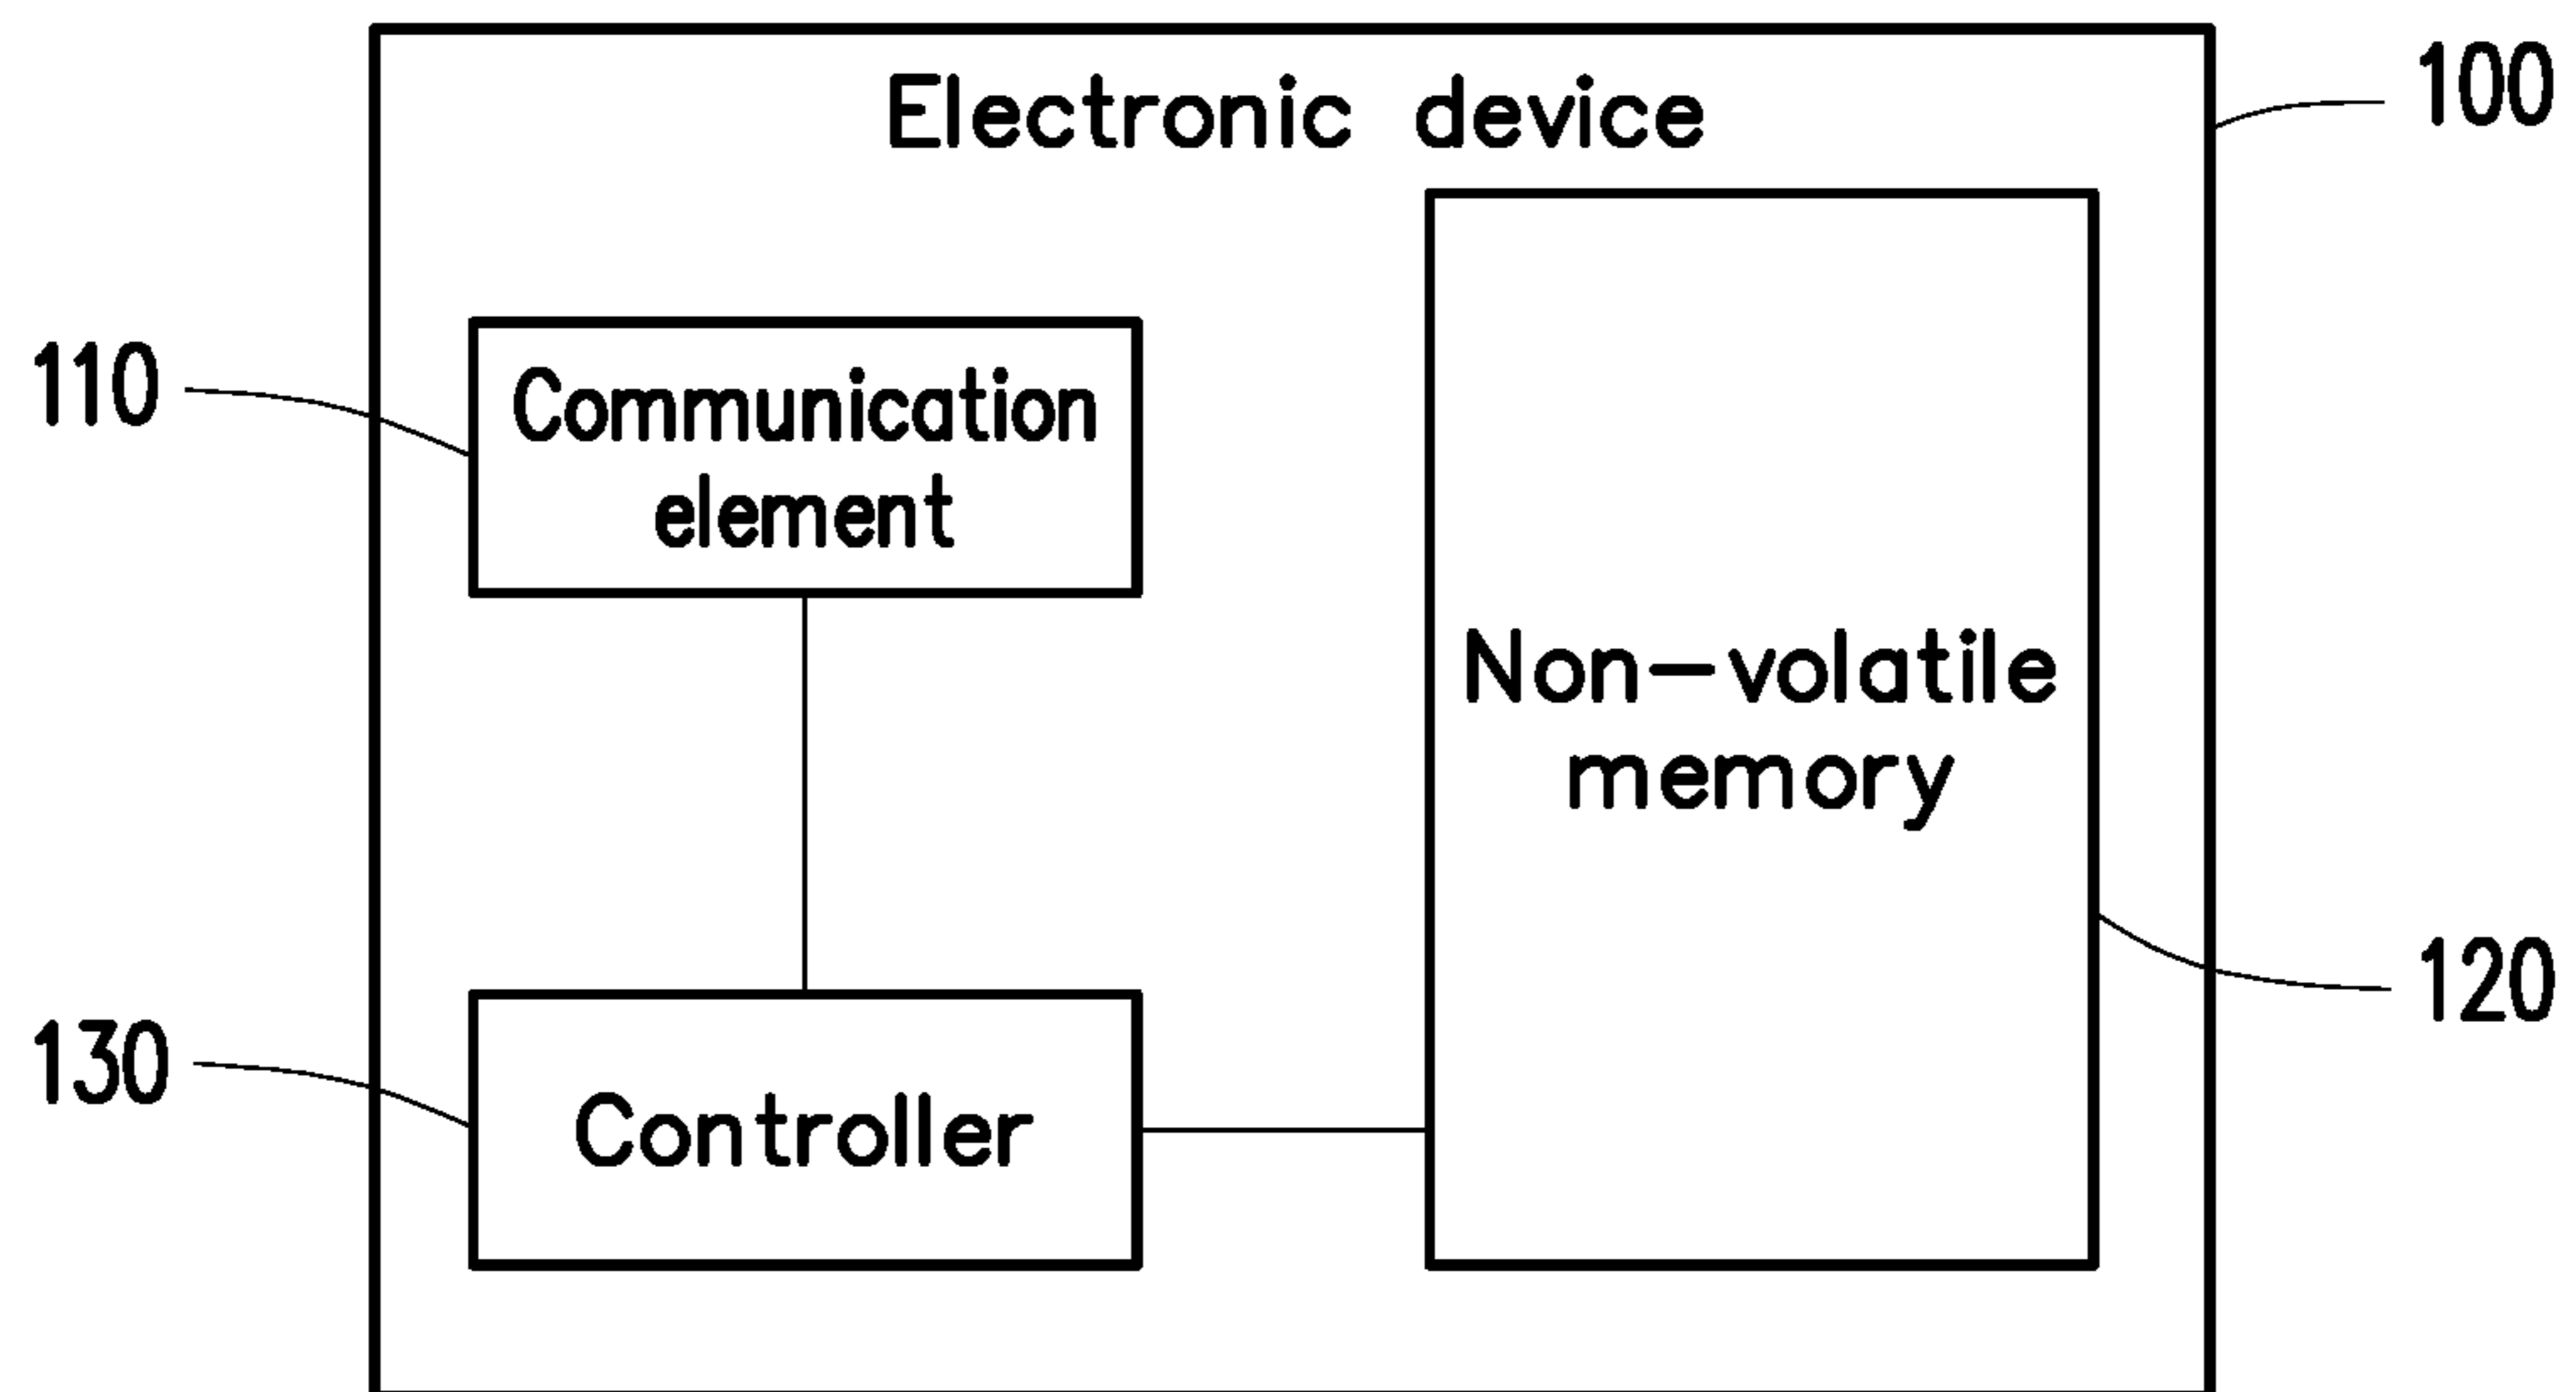 Electronic device
100
110
Communication
element
Non-volatile
memory
120
130
Controller